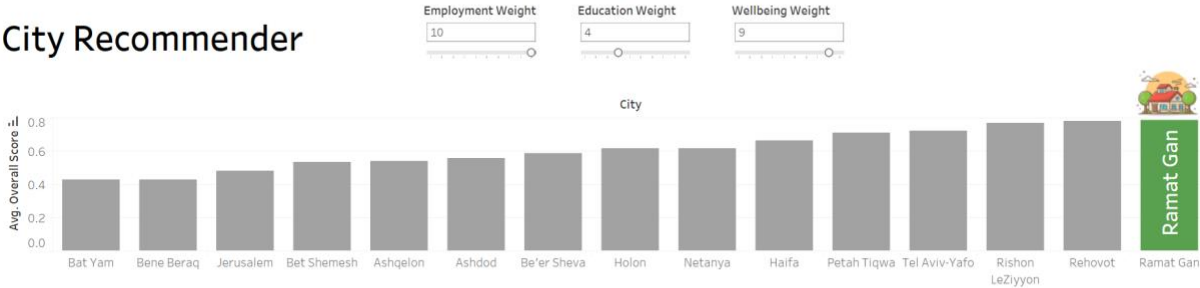 City Recommender
Employment Weight
10
Education Weight
4
Wellbeing Weight
9
City
Avg. Overall Score
0.8
0.6
0.4
0.2
0.0
Ramat Gan
Bat Yam
Bene Beraq
Jerusalem
Bet Shemesh
Ashqelon
Ashdod
Be'er Sheva
Holon
Netanya
Haifa
Petah Tiqwa
Tel Aviv-Yafo
Rishon
LeZiyyon
Rehovot
Ramat Gan